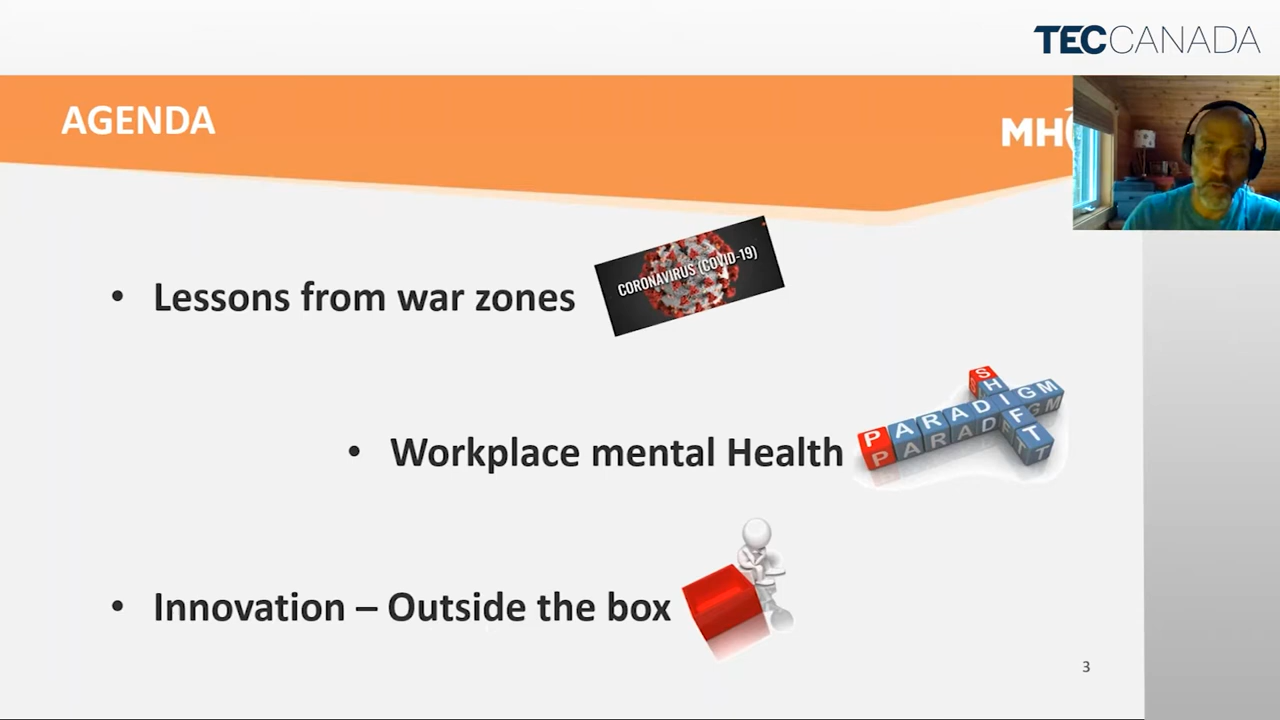 TECCANADA
AGENDA
MH
• Lessons from war zones
CORONAVIRUS (COVID-19)
SHIFT
PARADIGM
• Workplace mental Health
• Innovation – Outside the box
3